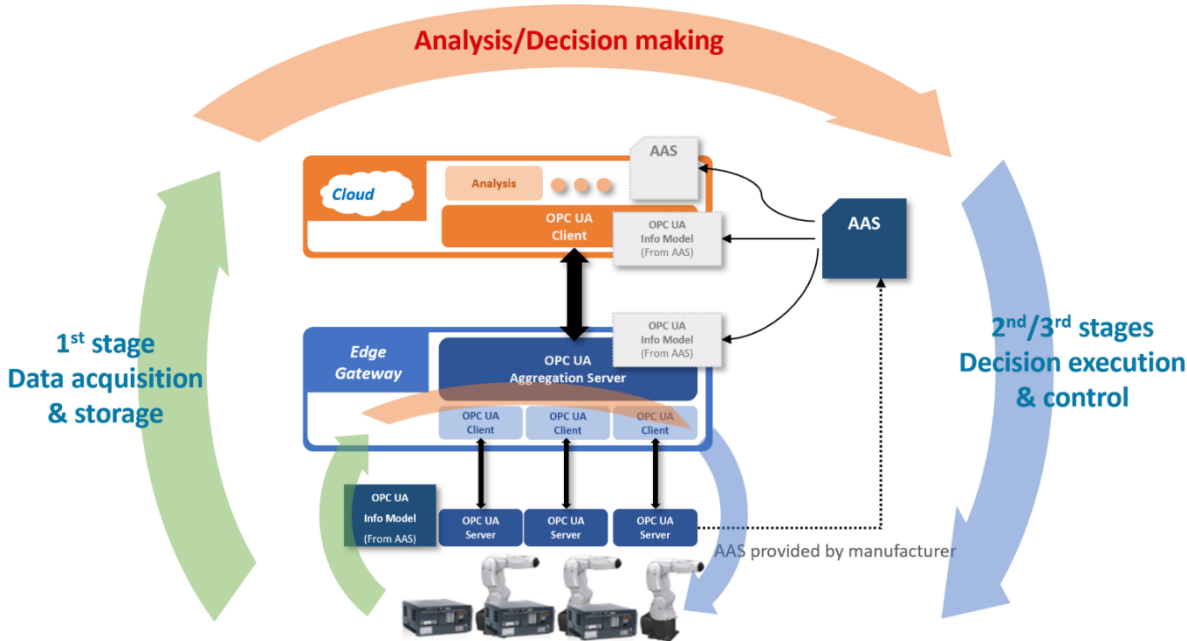 Analysis/Decision making
AAS
Cloud
Analysis
OPC UA
Client
OPC UA
Info Model
(From AAS)
AAS
1st stage
Data acquisition
& storage
Edge
Gateway
OPC UA
Aggregation Server
OPC UA
Info Model
(From AAS)
2nd/3rd stages
Decision execution
& control
OPC UA
Client
OPC UA
Client
OPC UA
Client
OPC UA
Info Model
(From AAS)
OPC UA
Server
OPC UA
Server
OPC UA
Server
AAS provided by manufacturer